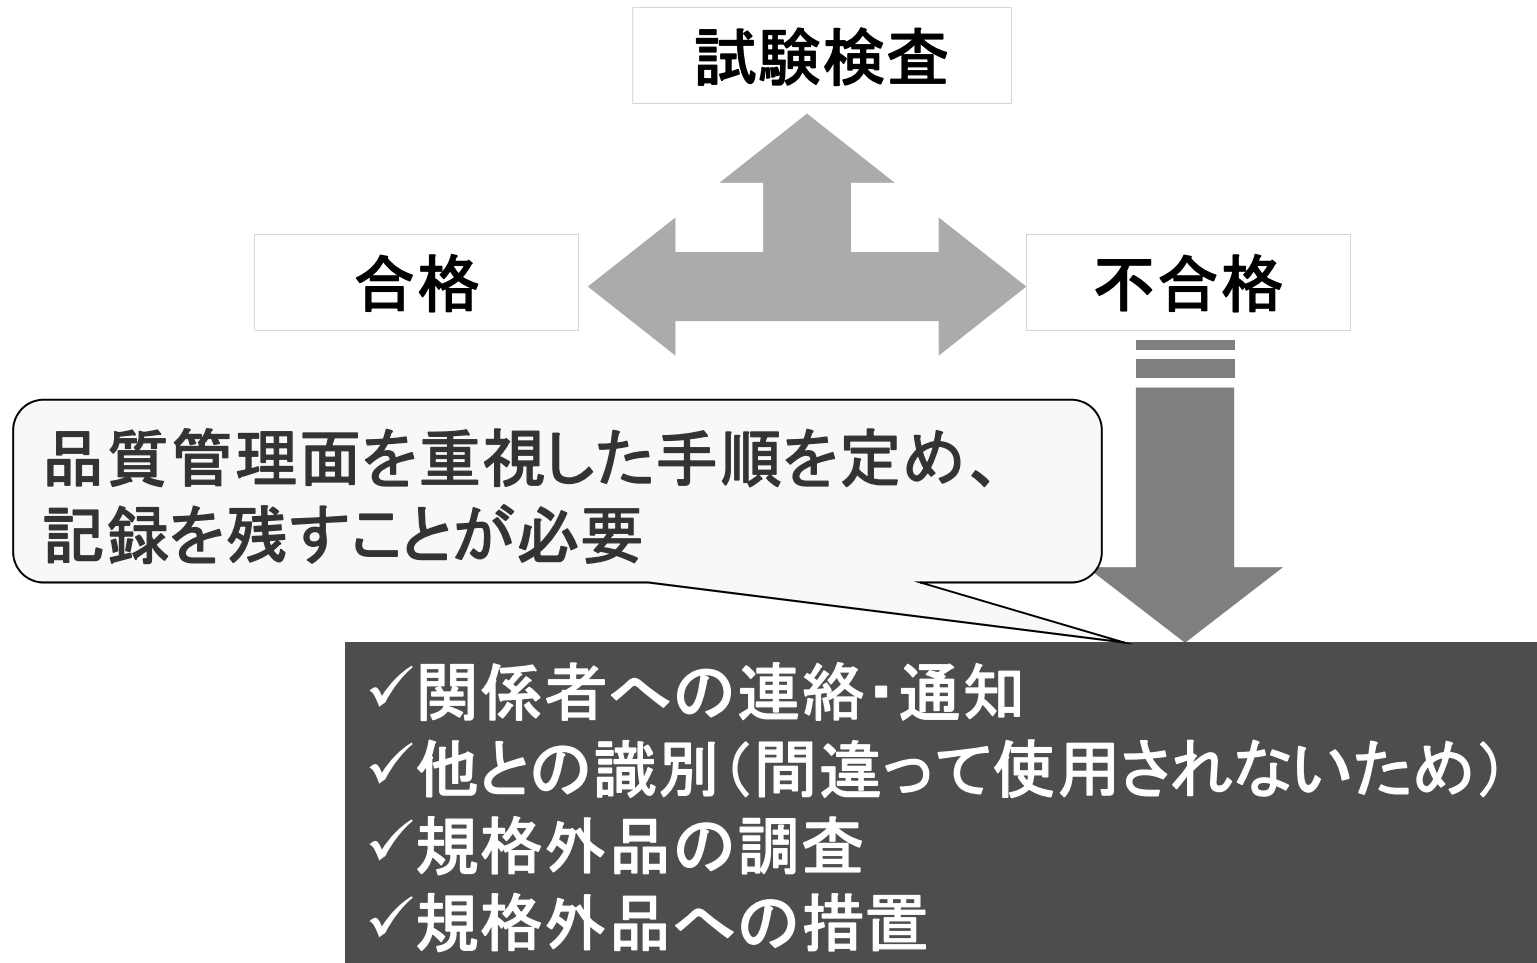 試験検査
合格
不合格
品質管理面を重視した手順を定め、
記録を残すことが必要
✓関係者への連絡・通知
✓他との識別（間違って使用されないため）
✓規格外品の調査
✓規格外品への措置